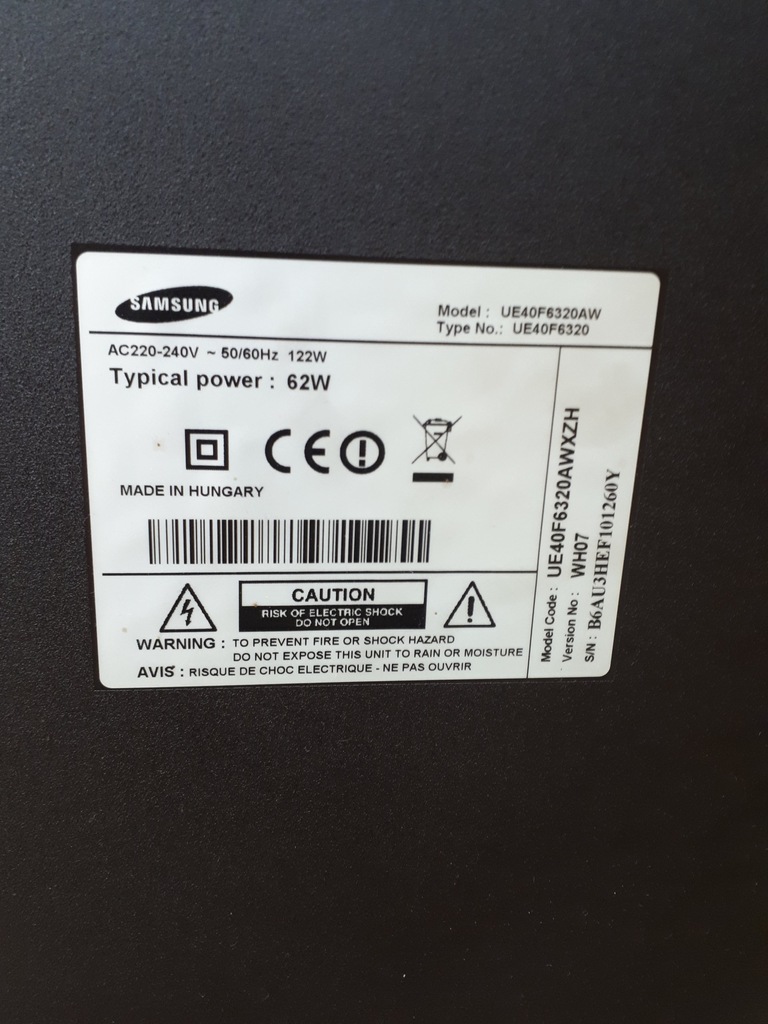 SAMSUNG
Model : UE40F6320AW
Type No.: UE40F6320
AC220-240V ~ 50/60Hz 122W
Typical power : 62W
CE
MADE IN HUNGARY
CAUTION
RISK OF ELECTRIC SHOCK
DO NOT OPEN
WARNING : TO PREVENT FIRE OR SHOCK HAZARD
DO NOT EXPOSE THIS UNIT TO RAIN OR MOISTURE
AVIS : RISQUE DE CHOC ELECTRIQUE - NE PAS OUVRIR
Model Code : UE40F6320AWXZH
Version No : WH07
S/N : B6AU3HEF101260Y